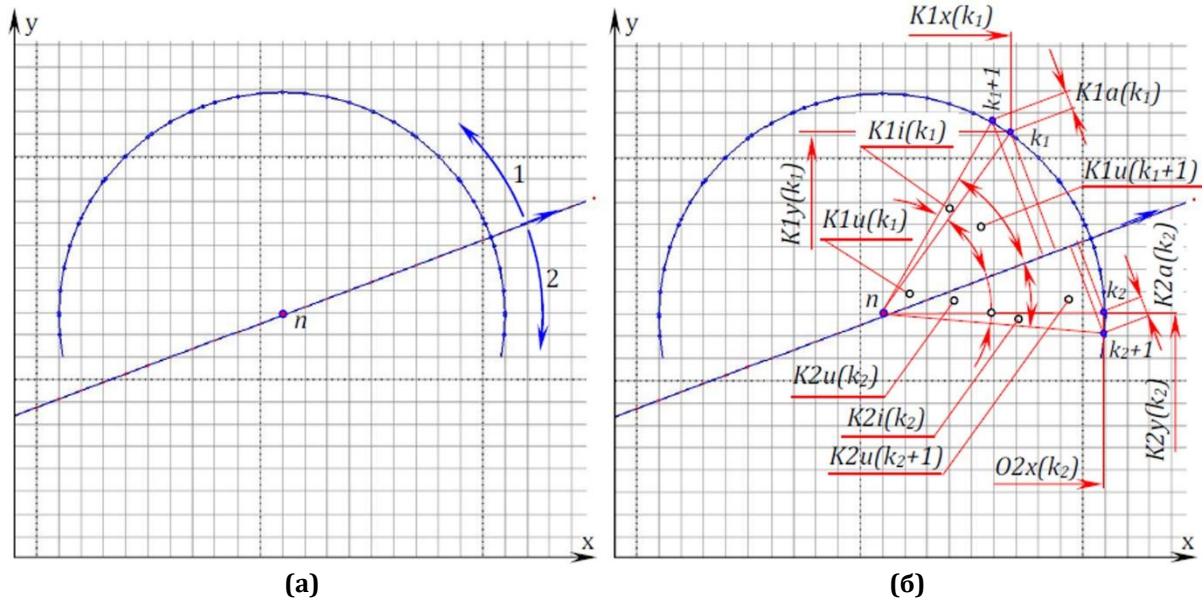 y
1
2
n
x
(а)
y
K1x(k₁)
k₁+1
K1a(k₁)
K1i(k₁)
k₁
K1y(k₁)
K1u(k₁+1)
K1u(k₁)
n
k₂
K2a(k₂)
k₂+1
K2u(k₂)
K2i(k₂)
K2u(k₂+1)
K2y(k₂)
O2x(k₂)
x
(б)